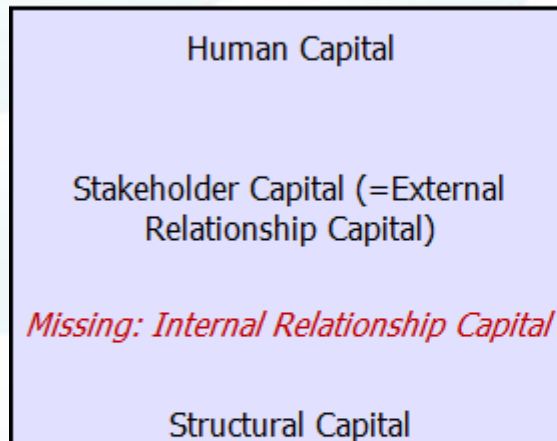 Human Capital
Stakeholder Capital (=External
Relationship Capital)
Missing: Internal Relationship Capital
Structural Capital